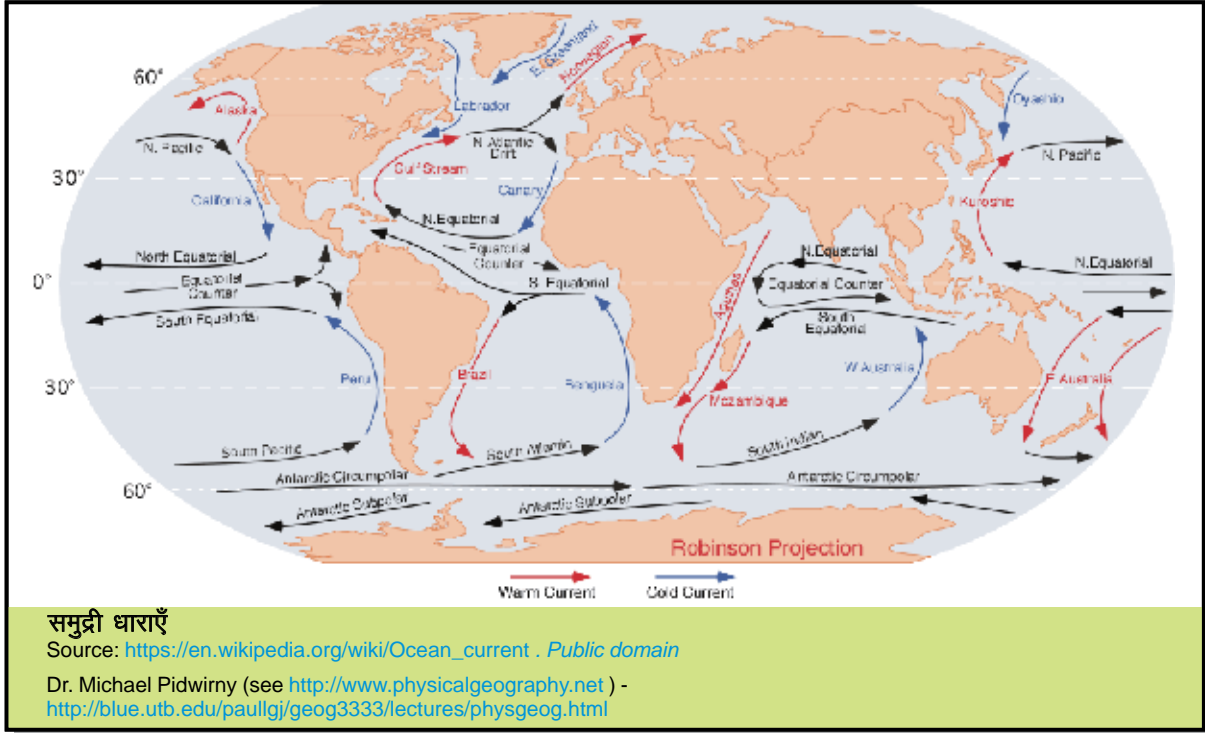 60°
Alaska
N. Pacific
30°
California
North Equatorial
0°
Equatorial
Counter
South Equatorial
Peru
30°
South Pacific
60°
Antarctic Circumpolar
Antarctic Subpolar
E. Greenland
Norwegian
Labrador
N. Atlantic
Drift
Gulf Stream
Canary
N.Equatorial
Equatorial
Counter
S. Equatorial
Brazil
Benguela
South Atlantic
Antarctic Subpolar
Agulhas
Mozambique
N.Equatorial
Equatorial Counter
South
Equatorial
W.Australia
South Indian
Antarctic Circumpolar
Oyashio
N. Pacific
Kuroshio
N.Equatorial
E.Australia
Robinson Projection
Warm Current
Cold Current
समुद्री धाराएँ
Source: https://en.wikipedia.org/wiki/Ocean_current . Public domain
Dr. Michael Pidwirny (see http://www.physicalgeography.net ) -
http://blue.utb.edu/paullgj/geog3333/lectures/physgeog.html